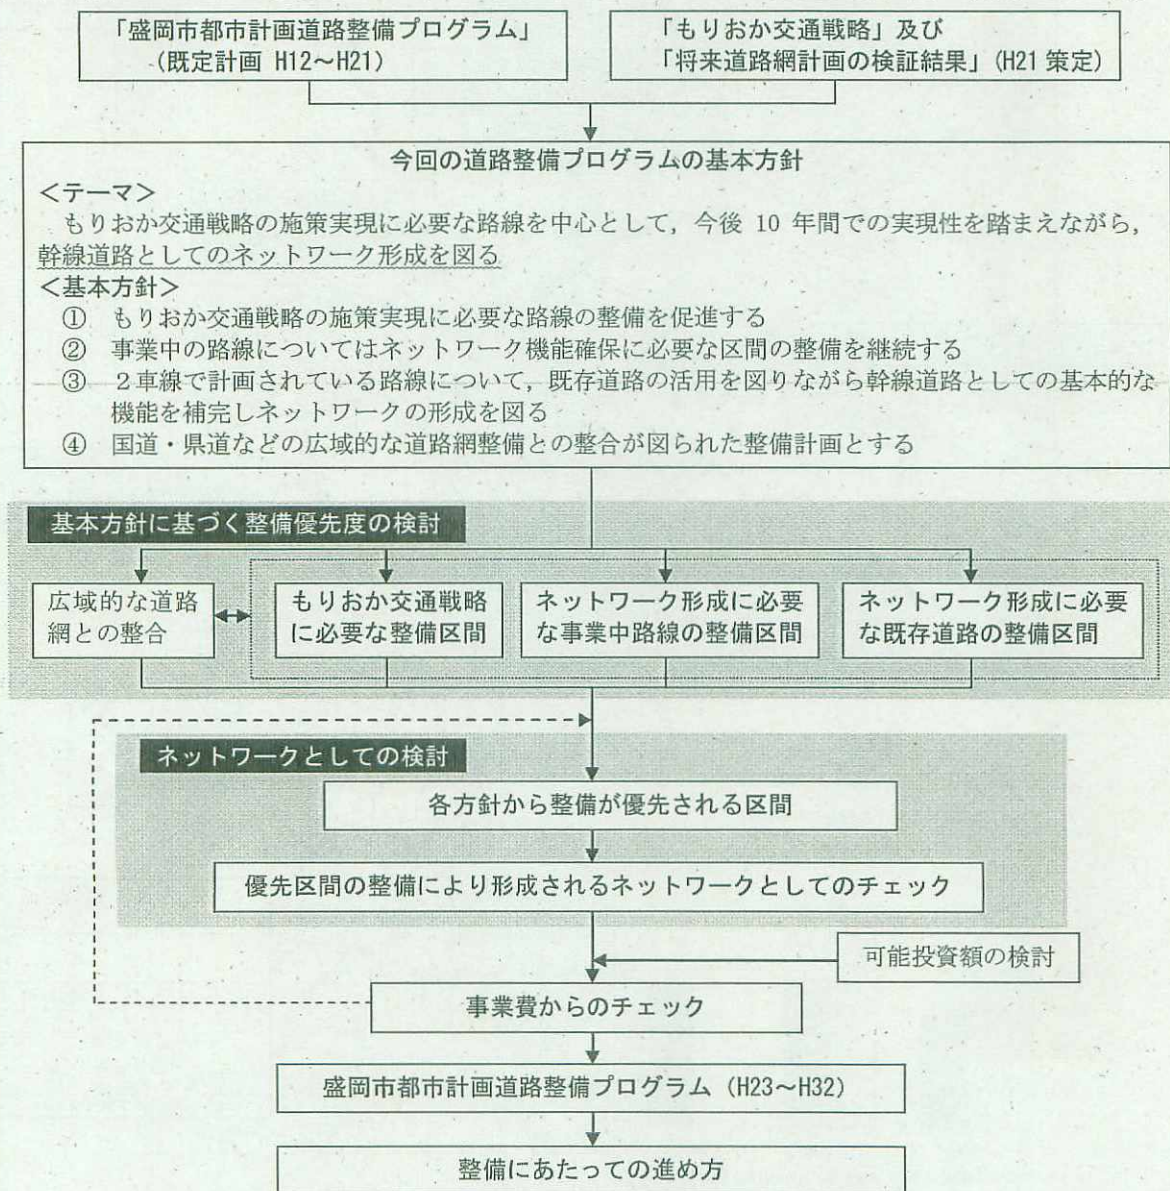 「盛岡市都市計画道路整備プログラム」
（既定計画 H12～H21）
「もりおか交通戦略」及び
「将来道路網計画の検証結果」（H21 策定）
今回の道路整備プログラムの基本方針
＜テーマ＞
もりおか交通戦略の施策実現に必要な路線を中心として，今後 10 年間での実現性を踏まえながら，
幹線道路としてのネットワーク形成を図る
＜基本方針＞
① もりおか交通戦略の施策実現に必要な路線の整備を促進する
② 事業中の路線についてはネットワーク機能確保に必要な区間の整備を継続する
③ ２車線で計画されている路線について，既存道路の活用を図りながら幹線道路としての基本的な
機能を補完しネットワークの形成を図る
④ 国道・県道などの広域的な道路網整備との整合が図られた整備計画とする
基本方針に基づく整備優先度の検討
広域的な道路
網との整合
もりおか交通戦略
に必要な整備区間
ネットワーク形成に必要
な事業中路線の整備区間
ネットワーク形成に必要
な既存道路の整備区間
ネットワークとしての検討
各方針から整備が優先される区間
優先区間の整備により形成されるネットワークとしてのチェック
可能投資額の検討
事業費からのチェック
盛岡市都市計画道路整備プログラム（H23～H32）
整備にあたっての進め方